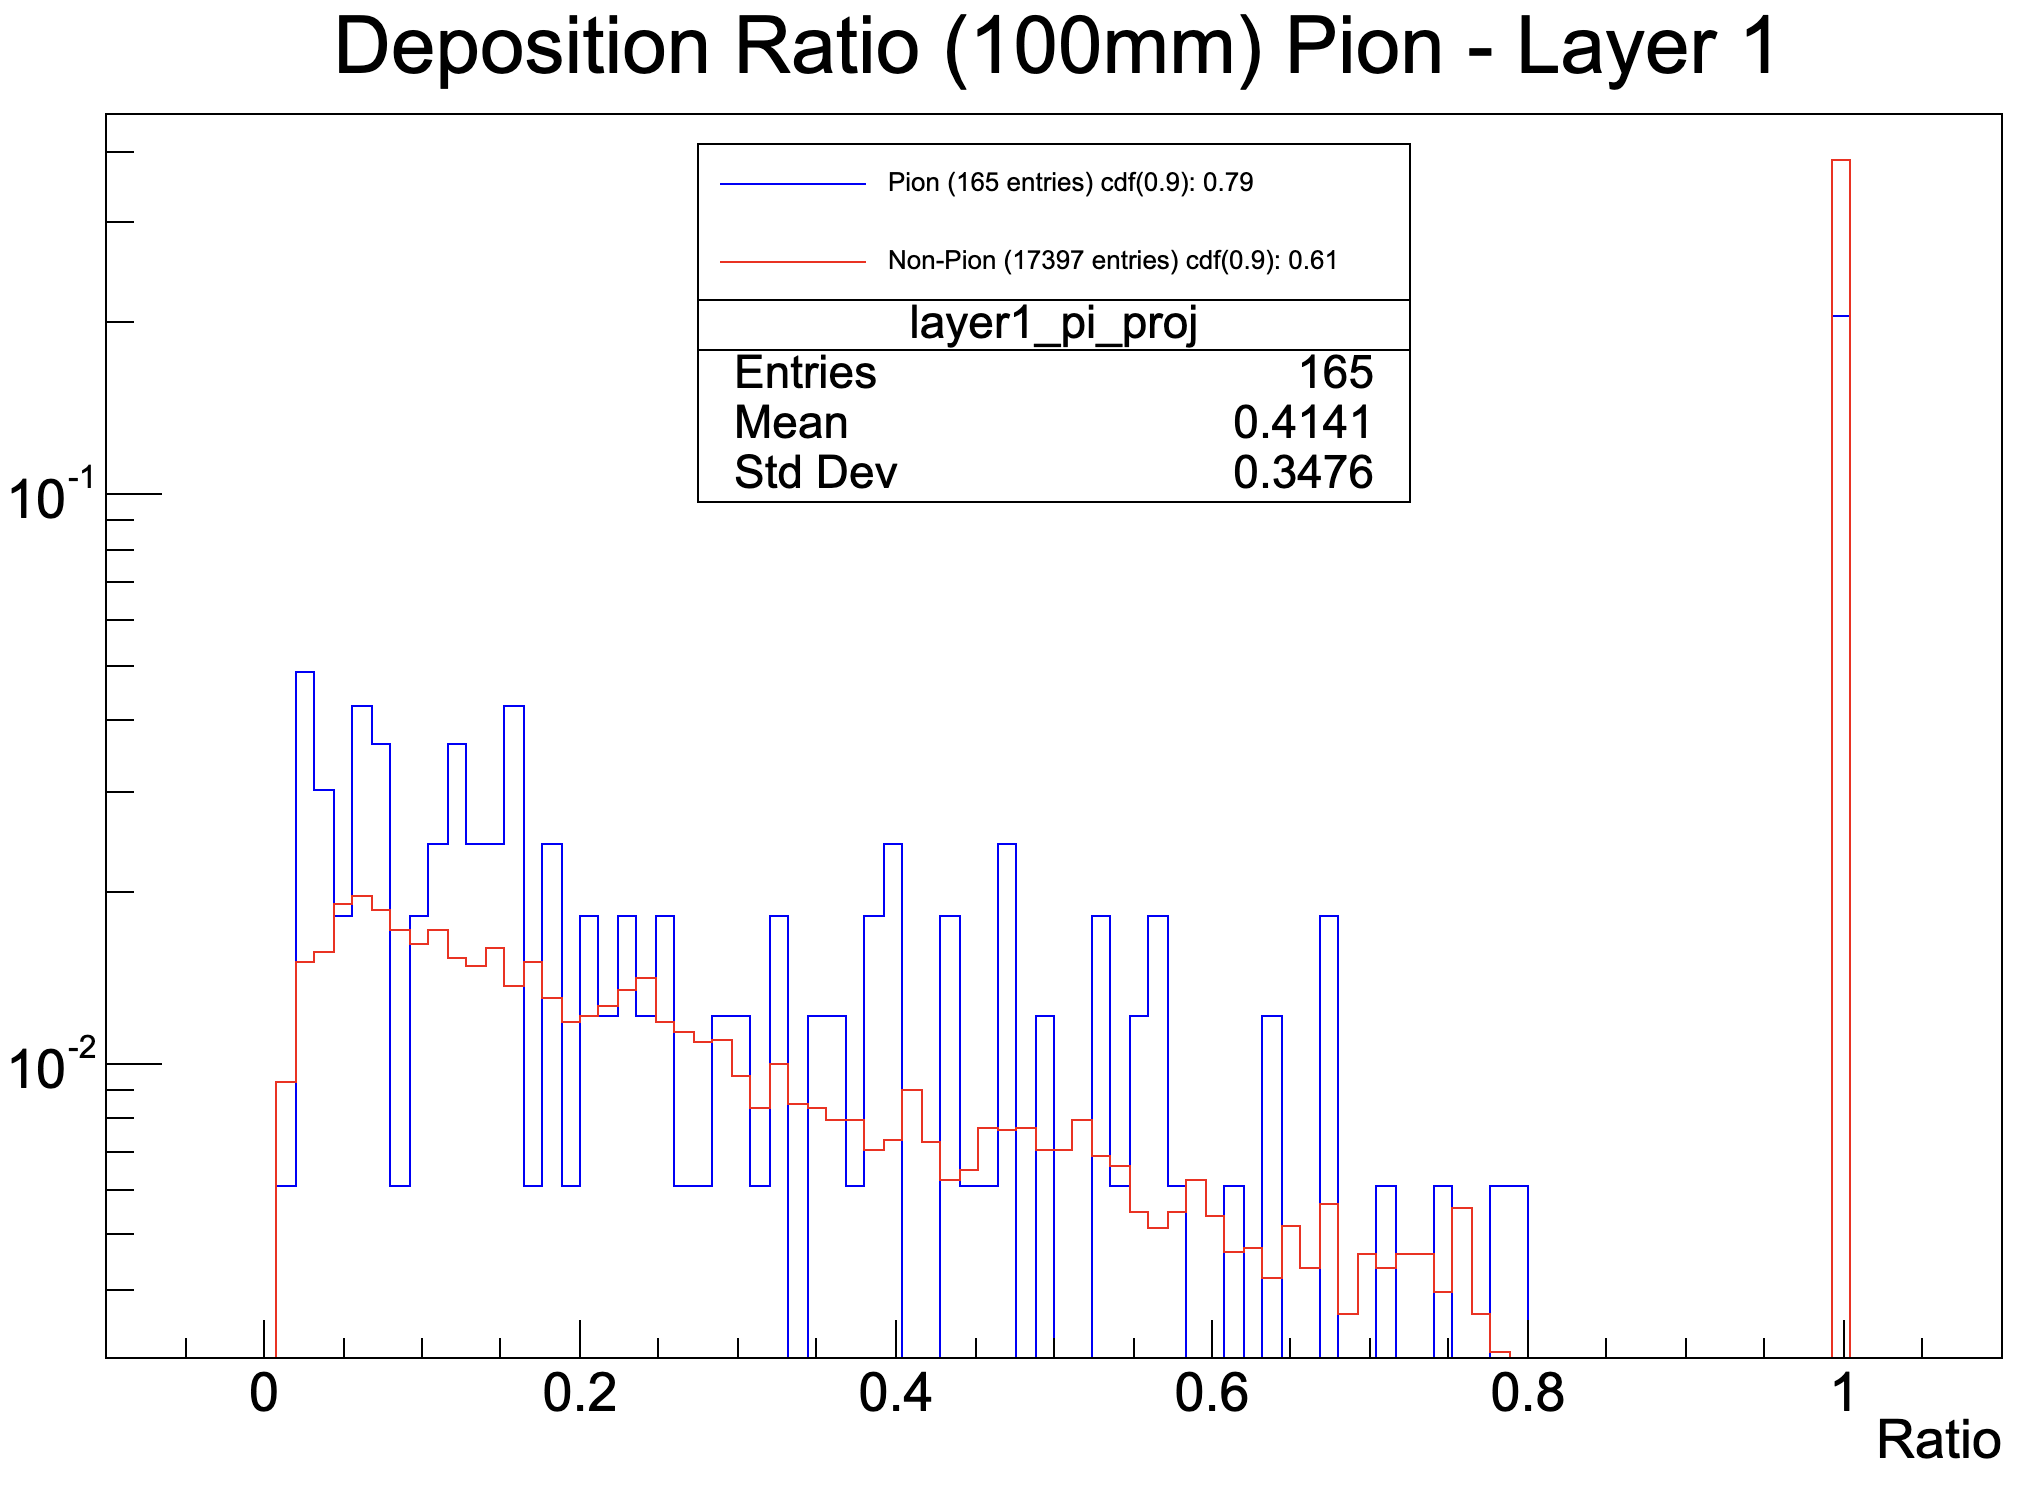 Deposition Ratio (100mm) Pion - Layer 1
Pion (165 entries) cdf(0.9): 0.79
Non-Pion (17397 entries) cdf(0.9): 0.61
layer1_pi_proj
Entries 165
Mean 0.4141
Std Dev 0.3476
10⁻¹
10⁻²
0 0.2 0.4 0.6 0.8 1
Ratio